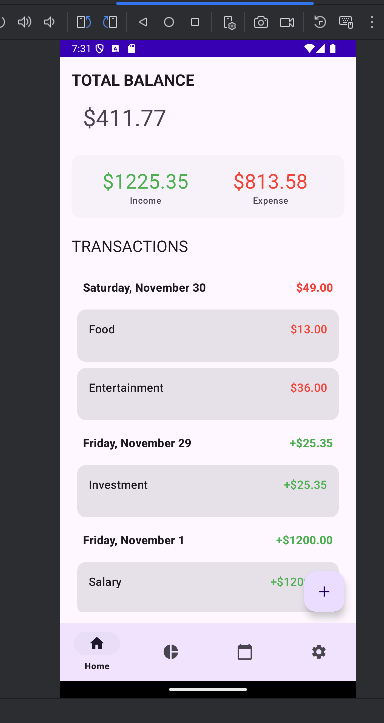 7:31
TOTAL BALANCE
$411.77
$1225.35 $813.58
Income Expense
TRANSACTIONS
Saturday, November 30 $49.00
Food $13.00
Entertainment $36.00
Friday, November 29 +$25.35
Investment +$25.35
Friday, November 1 +$1200.00
Salary
+
Home